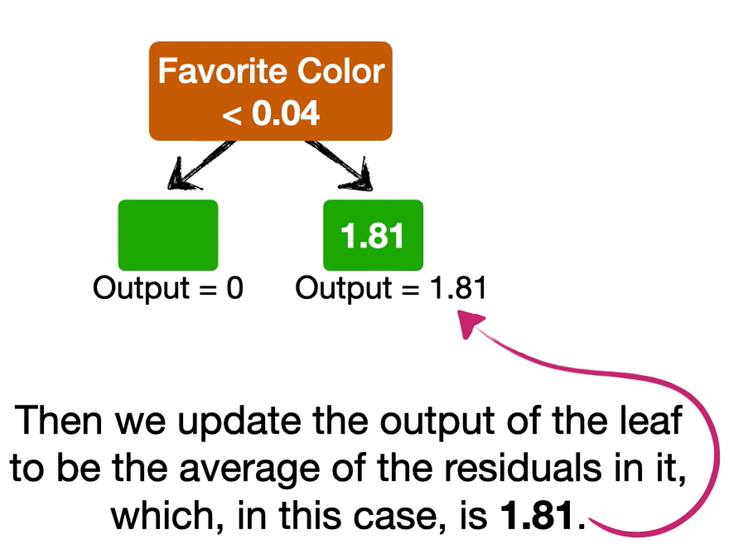 Favorite Color
< 0.04
1.81
Output = 0
Output = 1.81
Then we update the output of the leaf
to be the average of the residuals in it,
which, in this case, is 1.81.